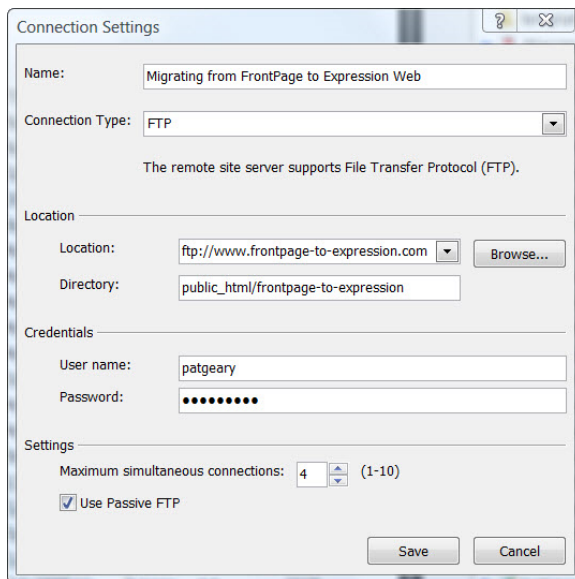 Connection Settings
Name: Migrating from FrontPage to Expression Web
Connection Type: FTP
The remote site server supports File Transfer Protocol (FTP).
Location
Location: ftp://www.frontpage-to-expression.com Browse...
Directory: public_html/frontpage-to-expression
Credentials
User name: patgeary
Password: ●●●●●●●●●
Settings
Maximum simultaneous connections: 4 (1-10)
Use Passive FTP
Save Cancel